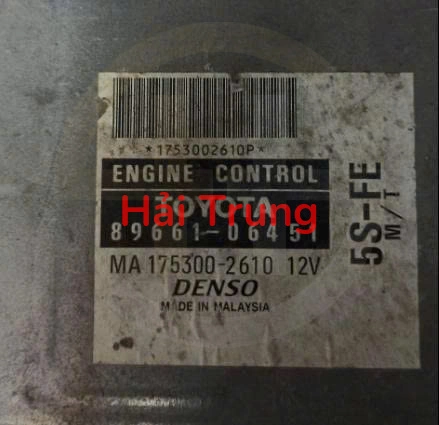 *1753002610P*
ENGINE CONTROL
TOYOTA
Hải Trung
89661-06451
MA 175300-2610 12V
DENSO
MADE IN MALAYSIA
5S-FE
M/T